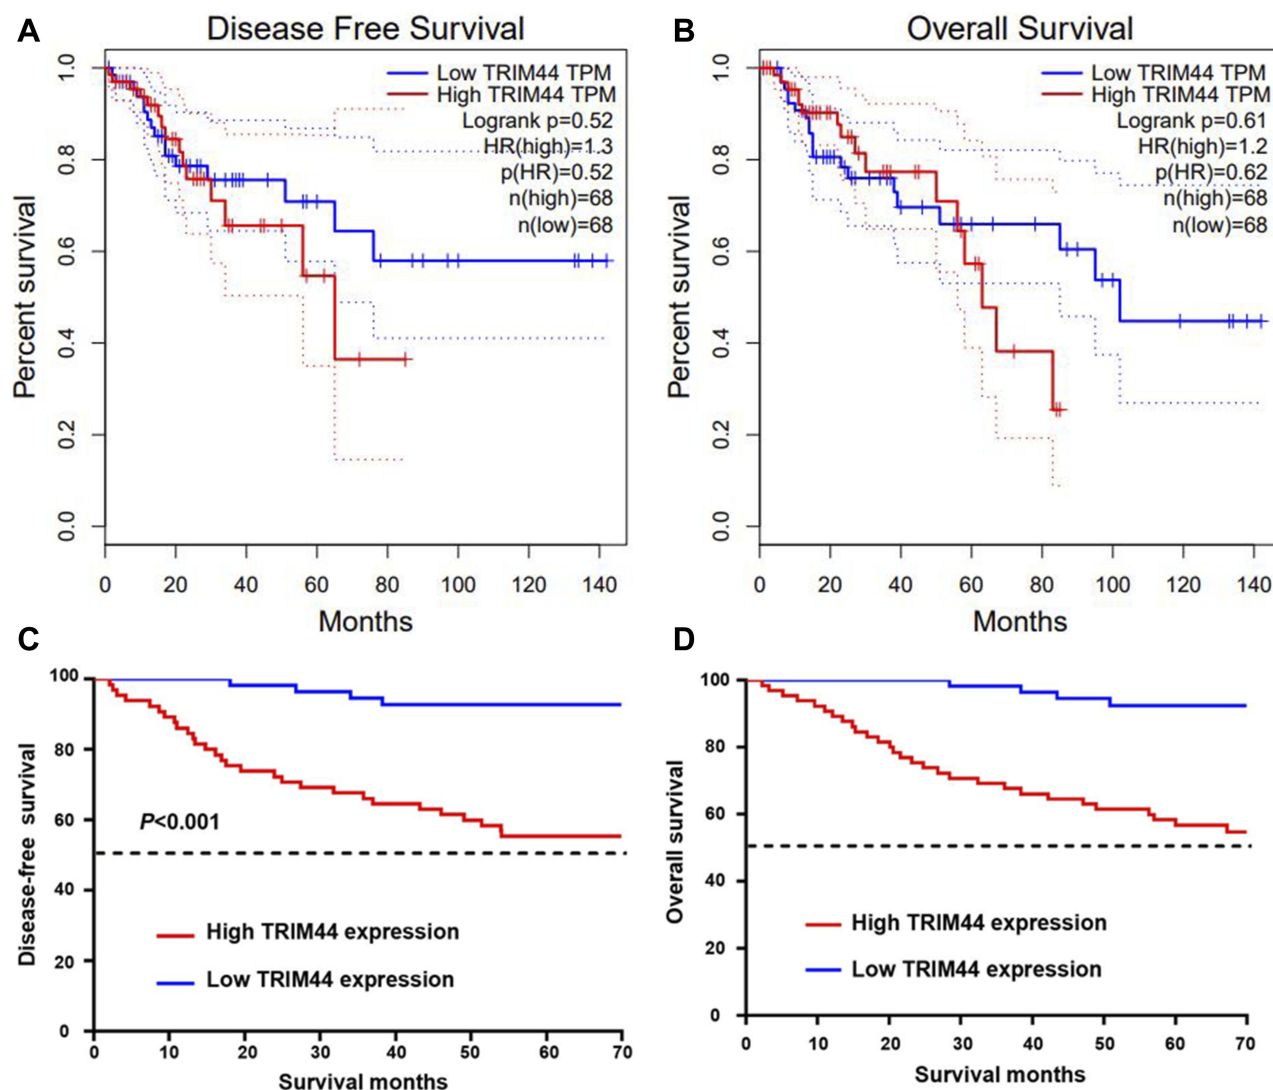 A
Disease Free Survival
Percent survival
1.0
0.8
0.6
0.4
0.2
0.0
Low TRIM44 TPM
High TRIM44 TPM
Logrank p=0.52
HR(high)=1.3
p(HR)=0.52
n(high)=68
n(low)=68
0 20 40 60 80 100 120 140
Months
B
Overall Survival
Percent survival
1.0
0.8
0.6
0.4
0.2
0.0
Low TRIM44 TPM
High TRIM44 TPM
Logrank p=0.61
HR(high)=1.2
p(HR)=0.62
n(high)=68
n(low)=68
0 20 40 60 80 100 120 140
Months
C
Disease-free survival
100
80
60
40
20
0
P<0.001
High TRIM44 expression
Low TRIM44 expression
0 10 20 30 40 50 60 70
Survival months
D
Overall survival
100
80
60
40
20
0
High TRIM44 expression
Low TRIM44 expression
0 10 20 30 40 50 60 70
Survival months